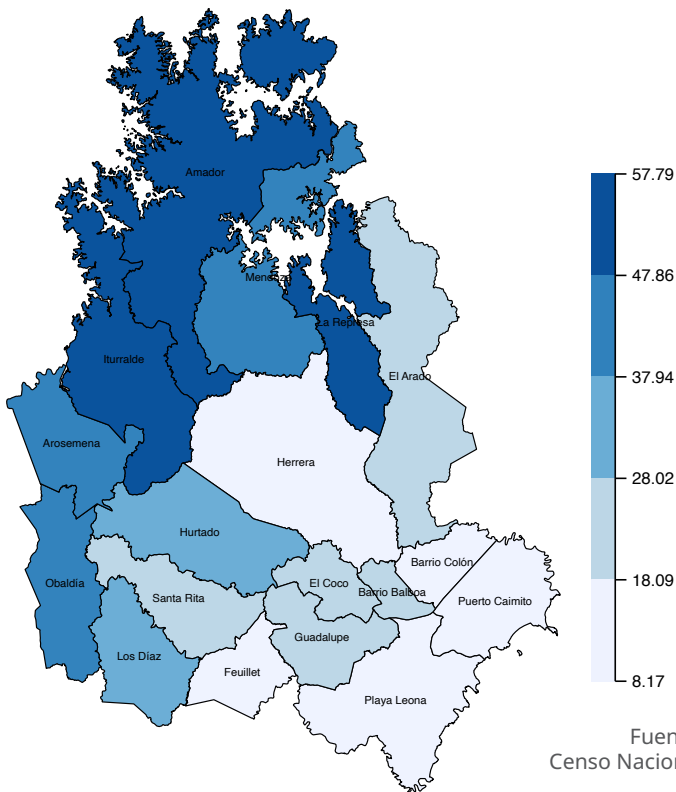 Amador
Mendoza
La Represa
Iturralde
El Arado
Arosemena
Herrera
Hurtado
Barrio Colón
Obaldía
El Coco
Barrio Balboa
Santa Rita
Puerto Caimito
Guadalupe
Los Díaz
Feuillet
Playa Leona
57.79
47.86
37.94
28.02
18.09
8.17
Fuen
Censo Nacion